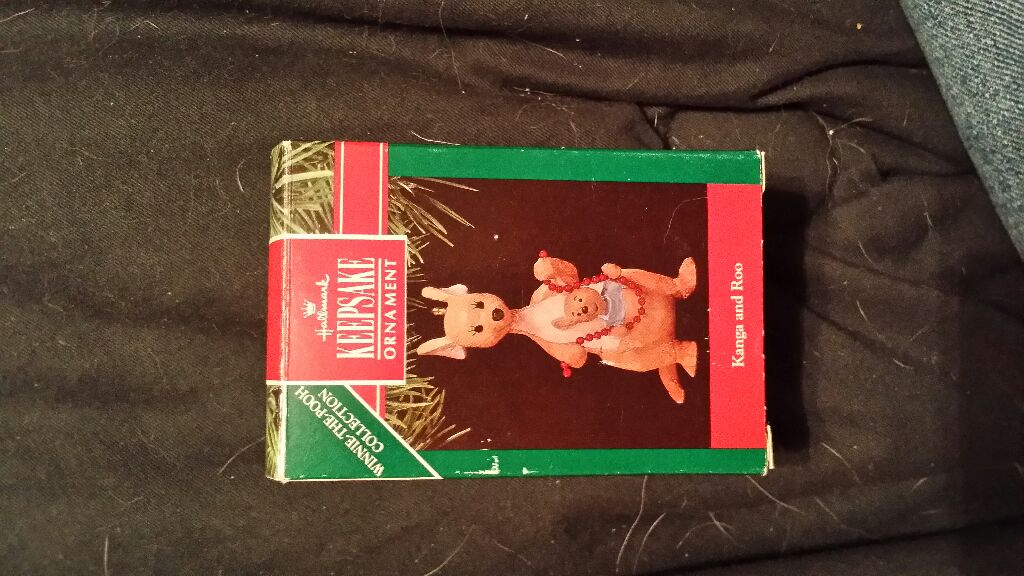 WINNIE-THE-POOH
COLLECTION
Hallmark
KEEPSAKE
ORNAMENT
Kanga and Roo